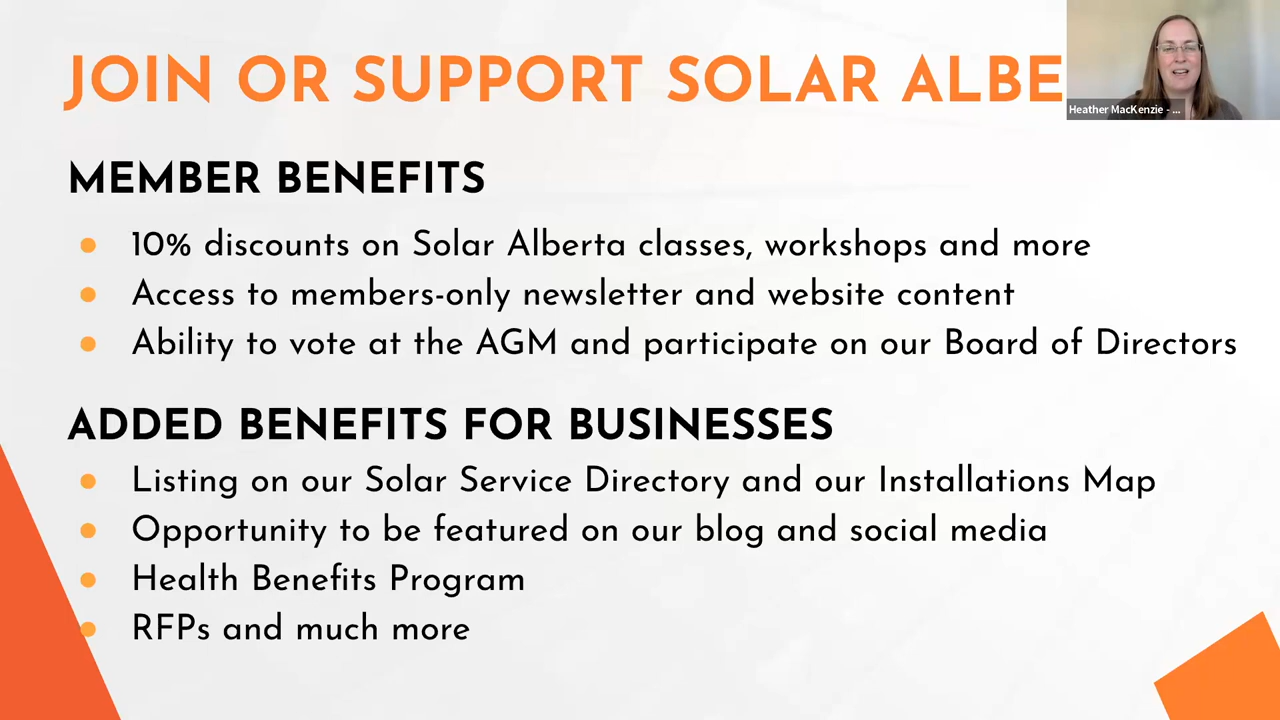 JOIN OR SUPPORT SOLAR ALBE
Heather MacKenzie - ...
MEMBER BENEFITS
10% discounts on Solar Alberta classes, workshops and more
Access to members-only newsletter and website content
Ability to vote at the AGM and participate on our Board of Directors
ADDED BENEFITS FOR BUSINESSES
Listing on our Solar Service Directory and our Installations Map
Opportunity to be featured on our blog and social media
Health Benefits Program
RFPs and much more